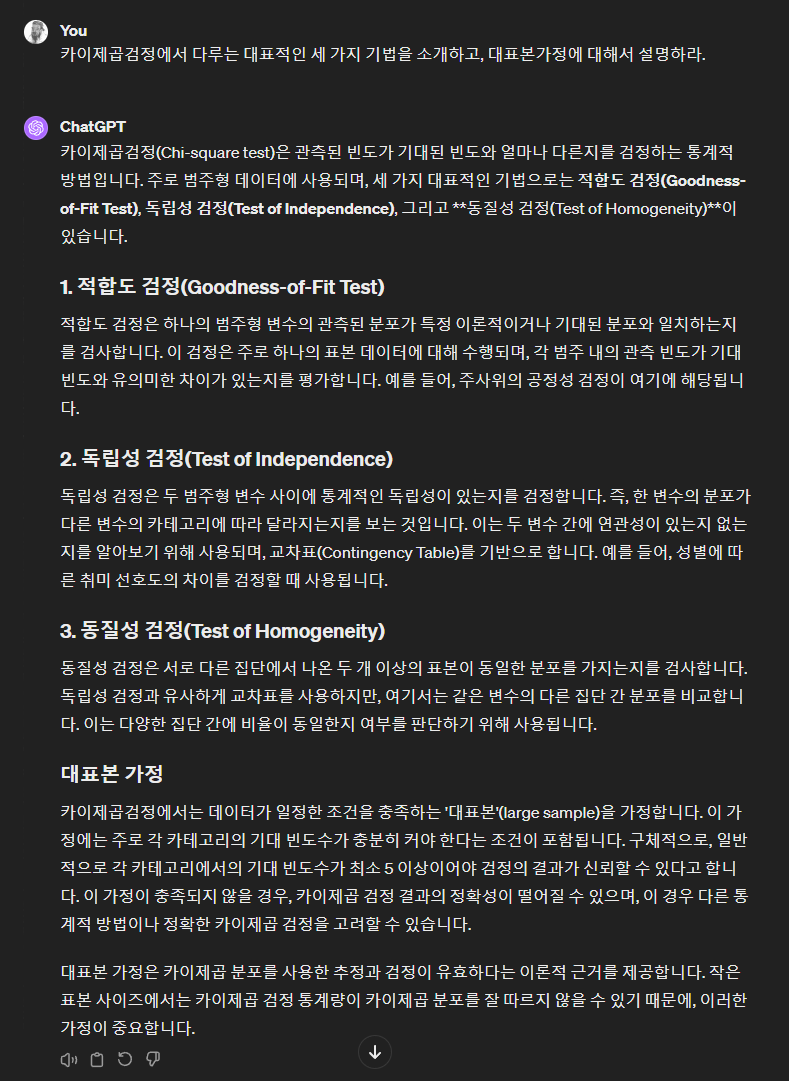 You
카이제곱검정에서 다루는 대표적인 세 가지 기법을 소개하고, 대표본가정에 대해서 설명하라.
ChatGPT
카이제곱검정(Chi-square test)은 관측된 빈도가 기대된 빈도와 얼마나 다른지를 검정하는 통계적
방법입니다. 주로 범주형 데이터에 사용되며, 세 가지 대표적인 기법으로는 적합도 검정(Goodness-
of-Fit Test), 독립성 검정(Test of Independence), 그리고 **동질성 검정(Test of Homogeneity)**이
있습니다.
1. 적합도 검정(Goodness-of-Fit Test)
적합도 검정은 하나의 범주형 변수의 관측된 분포가 특정 이론적이거나 기대된 분포와 일치하는지
를 검사합니다. 이 검정은 주로 하나의 표본 데이터에 대해 수행되며, 각 범주 내의 관측 빈도가 기대
빈도와 유의미한 차이가 있는지를 평가합니다. 예를 들어, 주사위의 공정성 검정이 여기에 해당됩니
다.
2. 독립성 검정(Test of Independence)
독립성 검정은 두 범주형 변수 사이에 통계적인 독립성이 있는지를 검정합니다. 즉, 한 변수의 분포가
다른 변수의 카테고리에 따라 달라지는지를 보는 것입니다. 이는 두 변수 간에 연관성이 있는지 없는
지를 알아보기 위해 사용되며, 교차표(Contingency Table)를 기반으로 합니다. 예를 들어, 성별에 따
른 취미 선호도의 차이를 검정할 때 사용됩니다.
3. 동질성 검정(Test of Homogeneity)
동질성 검정은 서로 다른 집단에서 나온 두 개 이상의 표본이 동일한 분포를 가지는지를 검사합니다.
독립성 검정과 유사하게 교차표를 사용하지만, 여기서는 같은 변수의 다른 집단 간 분포를 비교합니
다. 이는 다양한 집단 간에 비율이 동일한지 여부를 판단하기 위해 사용됩니다.
대표본 가정
카이제곱검정에서는 데이터가 일정한 조건을 충족하는 '대표본'(large sample)을 가정합니다. 이 가
정에는 주로 각 카테고리의 기대 빈도수가 충분히 커야 한다는 조건이 포함됩니다. 구체적으로, 일반
적으로 각 카테고리에서의 기대 빈도수가 최소 5 이상이어야 검정의 결과가 신뢰할 수 있다고 합니
다. 이 가정이 충족되지 않을 경우, 카이제곱 검정 결과의 정확성이 떨어질 수 있으며, 이 경우 다른 통
계적 방법이나 정확한 카이제곱 검정을 고려할 수 있습니다.
대표본 가정은 카이제곱 분포를 사용한 추정과 검정이 유효하다는 이론적 근거를 제공합니다. 작은
표본 사이즈에서는 카이제곱 검정 통계량이 카이제곱 분포를 잘 따르지 않을 수 있기 때문에, 이러한
가정이 중요합니다.